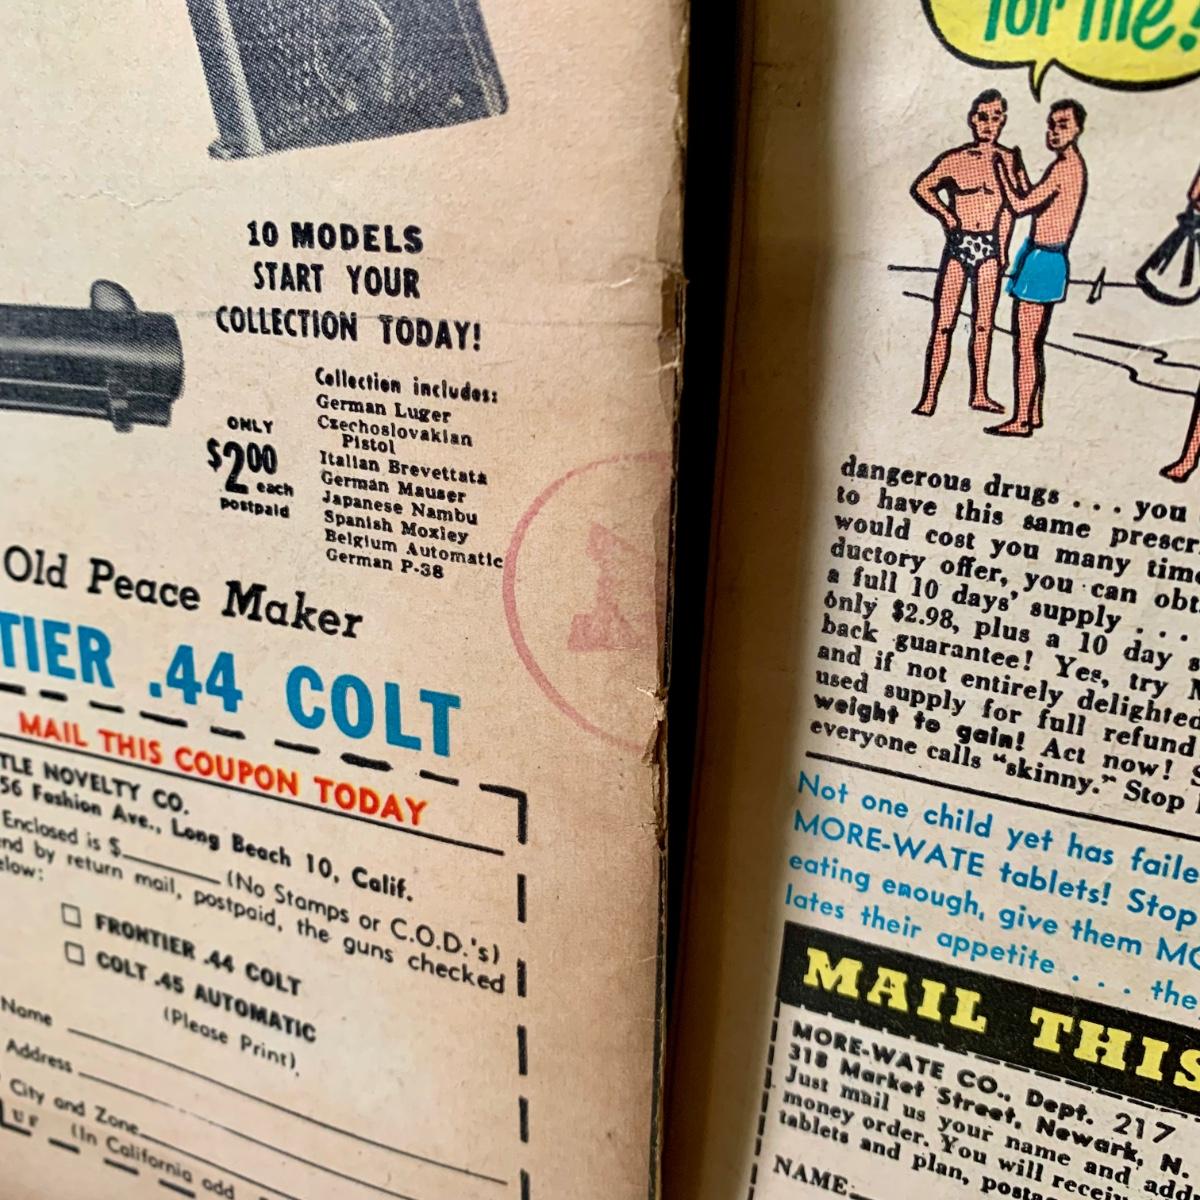 10 MODELS
START YOUR
COLLECTION TODAY!
Collection includes:
German Luger
Czechoslovakian
Pistol
Italian Brevettata
German Mauser
Japanese Nambu
Spanish Moxley
Belgium Automatic
German P-38
ONLY
$2.00
each
postpaid
Old Peace Maker
TIER .44 COLT
MAIL THIS COUPON TODAY
TLE NOVELTY CO.
56 Fashion Ave., Long Beach 10, Calif.
Enclosed is $ (No Stamps or C.O.D.'s)
nd by return mail, postpaid, the guns checked
elow:
FRONTIER .44 COLT
COLT .45 AUTOMATIC
(Please Print)
Name
Address
City and Zone
(In California add
for me!
dangerous drugs . . . you
to have this same prescr
would cost you many time
ductory offer, you can obt
a full 10 days' supply . . .
only $2.98, plus a 10 day s
back guarantee! Yes, try M
and if not entirely delighted
used supply for full refund
weight to gain! Act now! S
everyone calls "skinny." Stop
Not one child yet has faile
MORE-WATE tablets! Stop
eating enough, give them MO
lates their appetite . . . the
MAIL THIS
MORE-WATE CO., Dept. 217
318 Market Street, Newark, N.
Just mail us your name and add
money order. You will recei
tablets and plan, posta
NAME